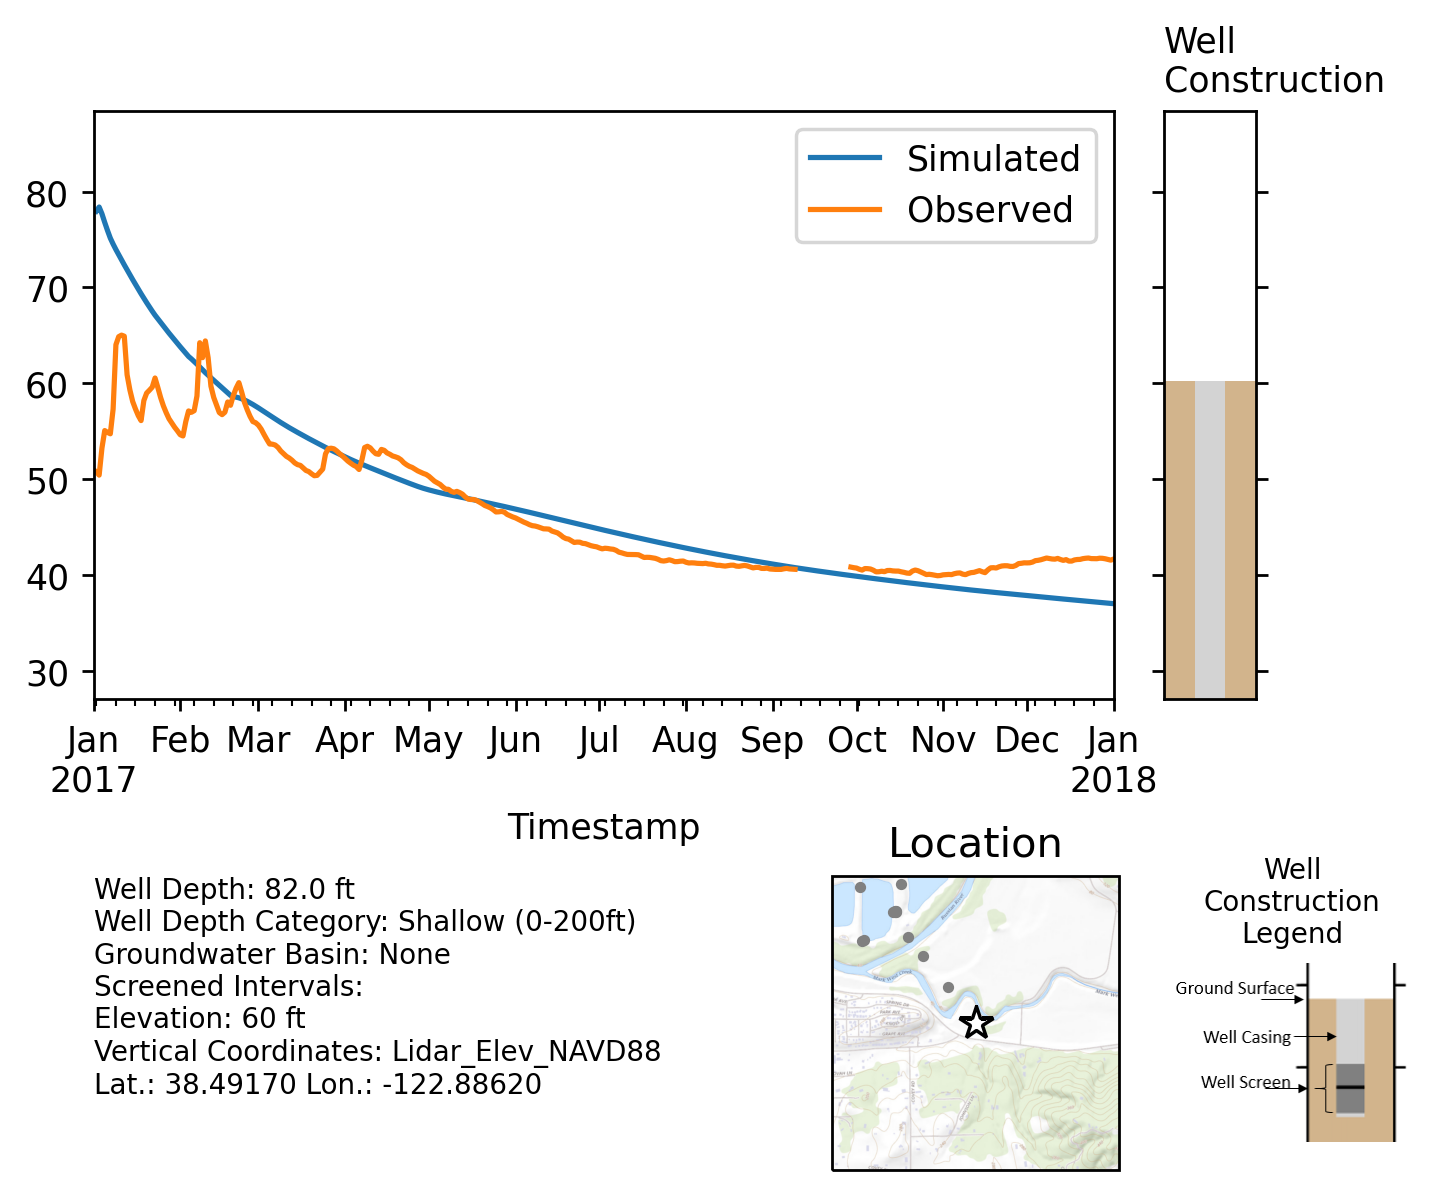 Well
Construction
Simulated
Observed
80
70
60
50
40
30
Jan Feb Mar Apr May Jun Jul Aug Sep Oct Nov Dec Jan
2017 2018
Timestamp
Well Depth: 82.0 ft
Well Depth Category: Shallow (0-200ft)
Groundwater Basin: None
Screened Intervals:
Elevation: 60 ft
Vertical Coordinates: Lidar_Elev_NAVD88
Lat.: 38.49170 Lon.: -122.88620
Location
Well
Construction
Legend
Ground Surface
Well Casing
Well Screen